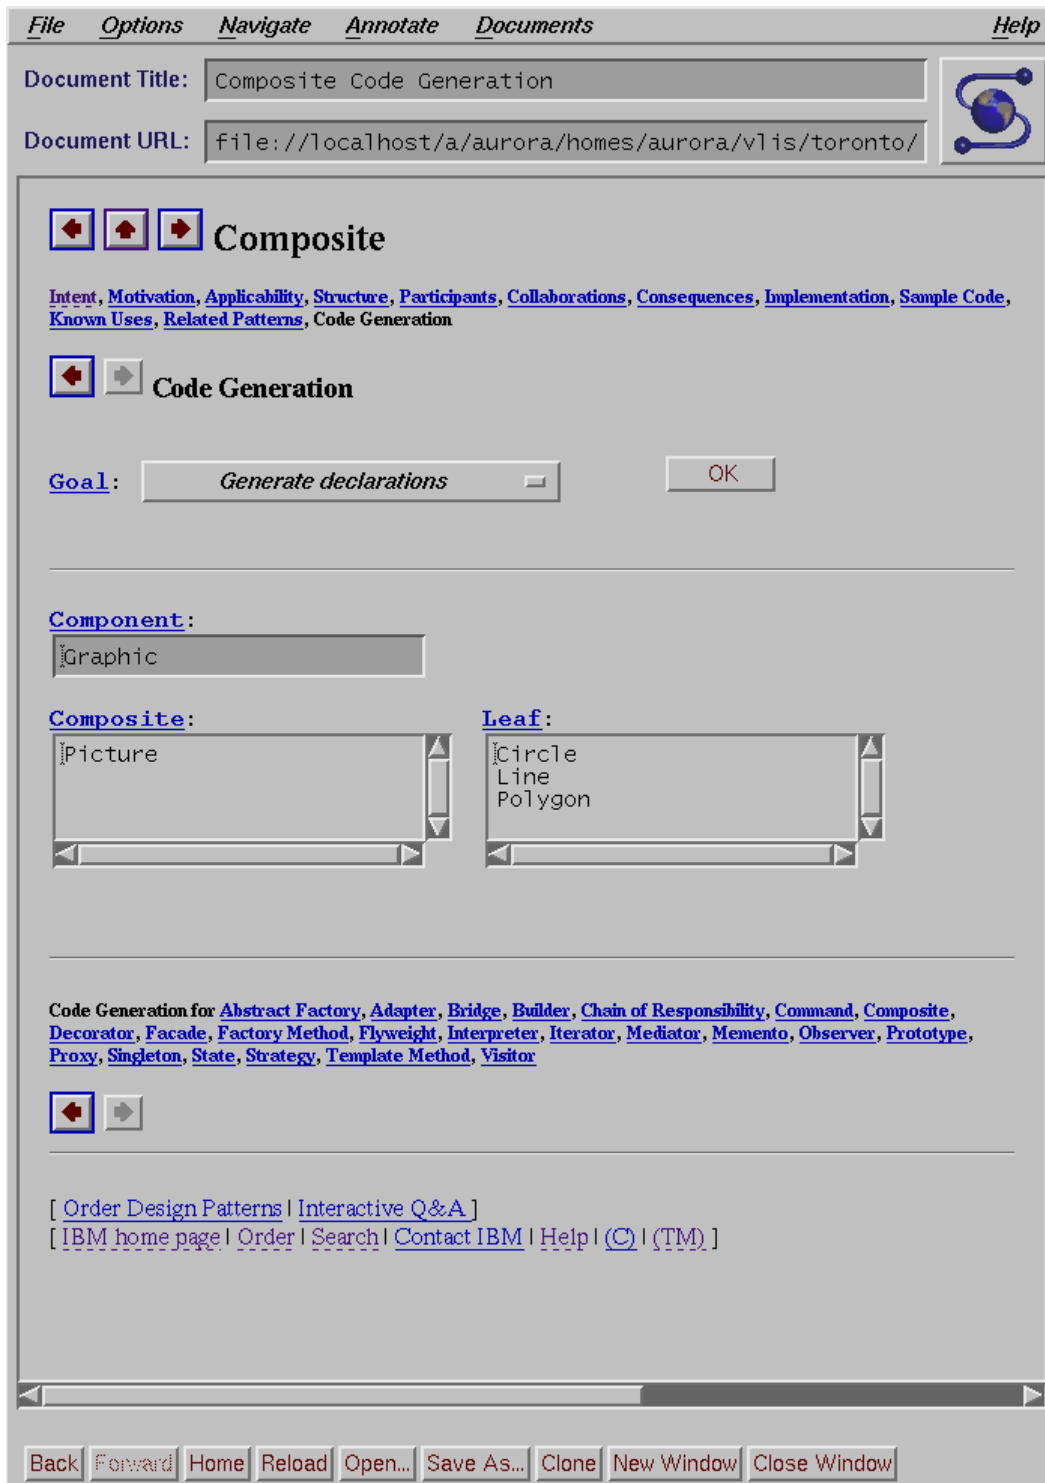 File Options Navigate Annotate Documents Help
Document Title: Composite Code Generation
Document URL: file://localhost/a/aurora/homes/aurora/vlis/toronto/
Composite
Intent, Motivation, Applicability, Structure, Participants, Collaborations, Consequences, Implementation, Sample Code,
Known Uses, Related Patterns, Code Generation
Code Generation
Goal: Generate declarations OK
Component:
Graphic
Composite: Leaf:
Picture Circle
Line
Polygon
Code Generation for Abstract Factory, Adapter, Bridge, Builder, Chain of Responsibility, Command, Composite,
Decorator, Facade, Factory Method, Flyweight, Interpreter, Iterator, Mediator, Memento, Observer, Prototype,
Proxy, Singleton, State, Strategy, Template Method, Visitor
[ Order Design Patterns | Interactive Q&A ]
[ IBM home page | Order | Search | Contact IBM | Help | (C) | (TM) ]
Back Forward Home Reload Open... Save As... Clone New Window Close Window